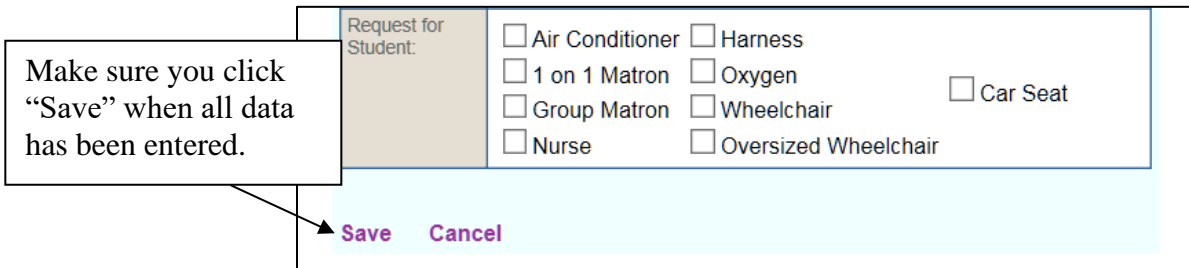 Request for
Student:
Air Conditioner Harness
1 on 1 Matron Oxygen
Group Matron Wheelchair
Nurse Oversized Wheelchair
Car Seat
Make sure you click
“Save” when all data
has been entered.
Save Cancel